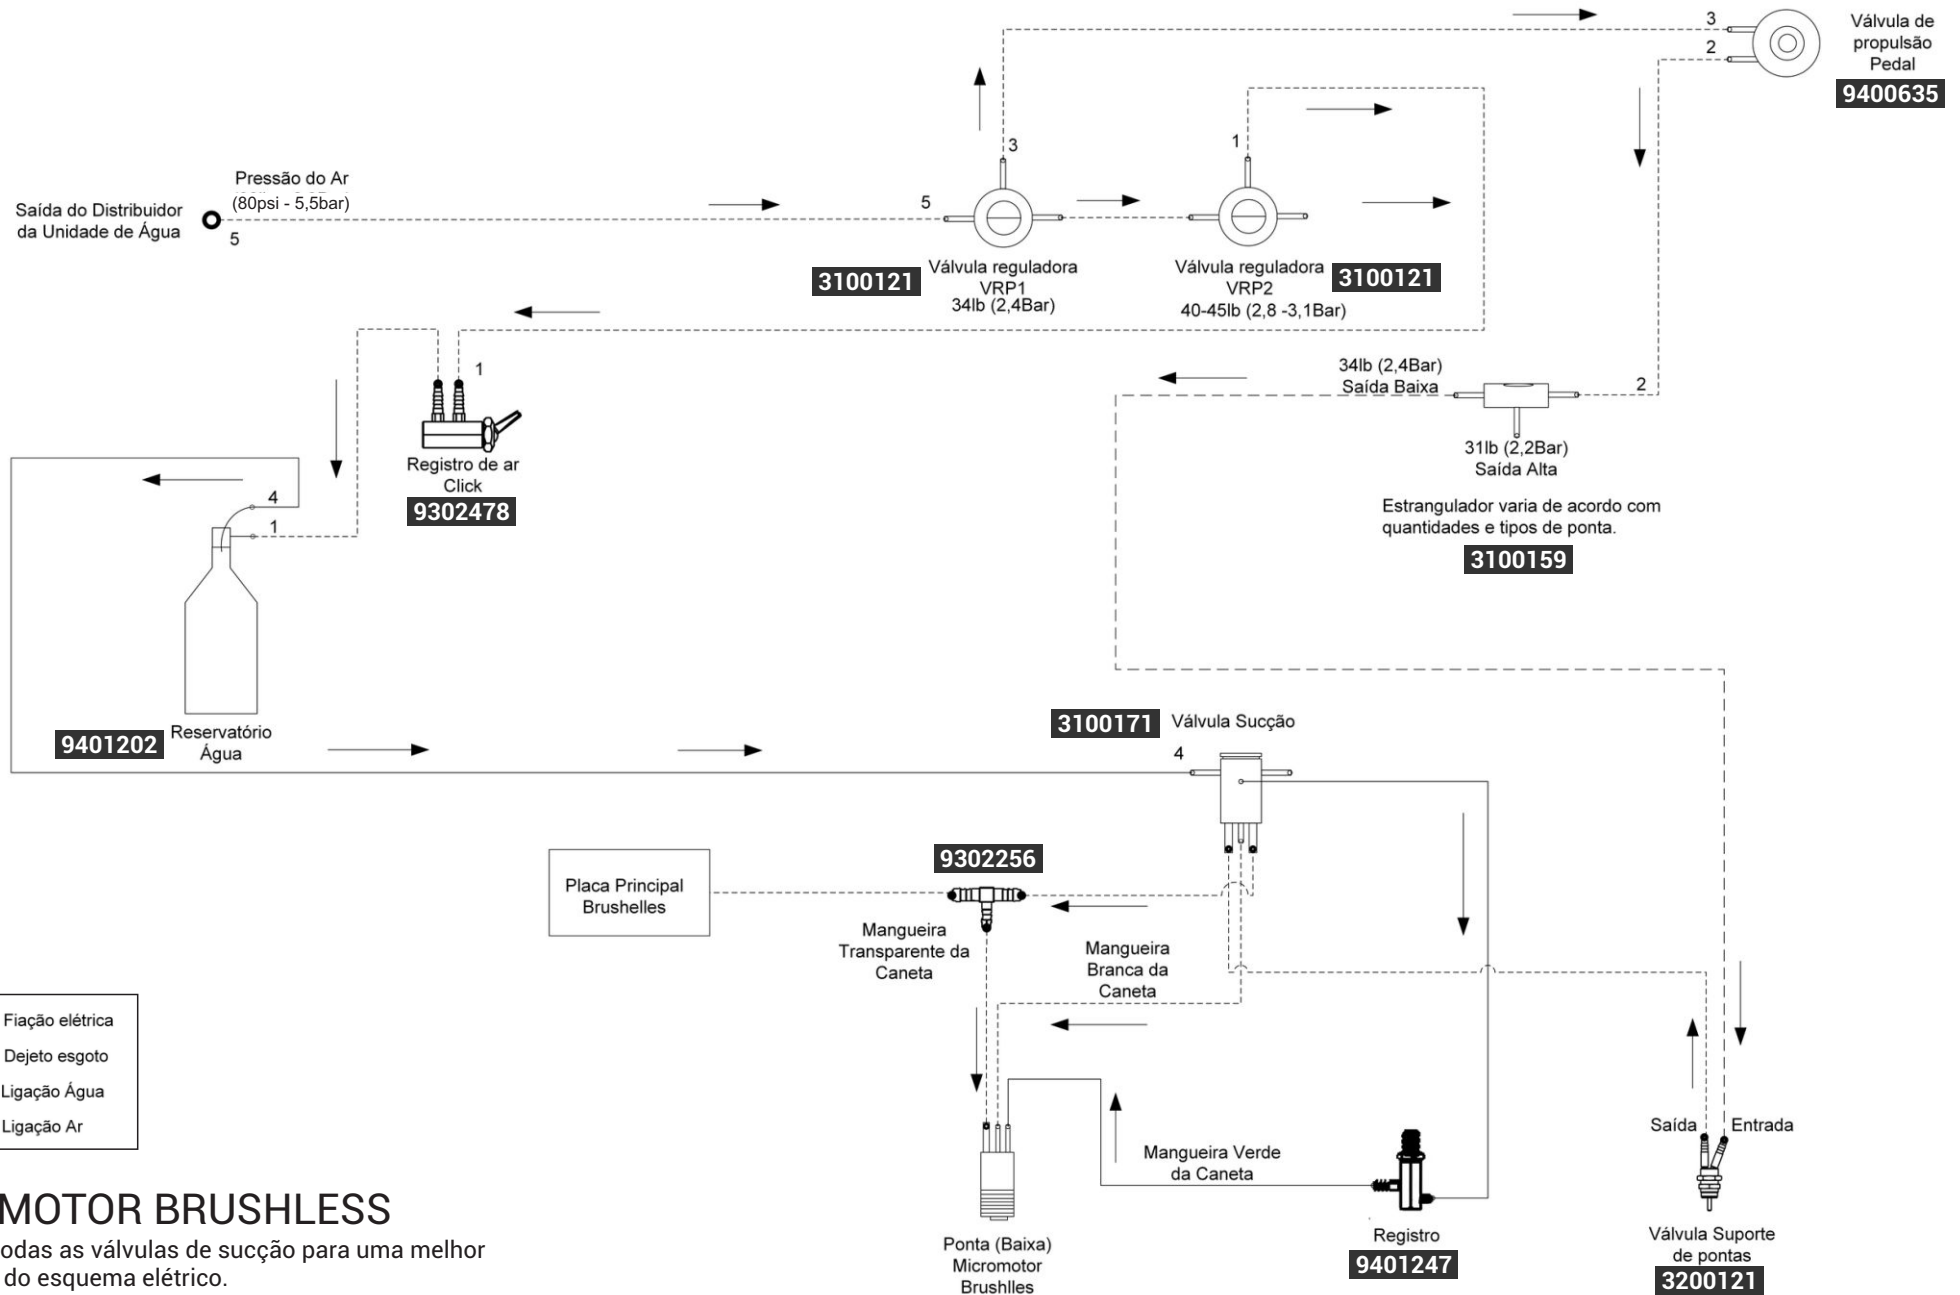 3
2
Válvula de
propulsão
Pedal
9400635
Pressão do Ar
(80psi - 5,5bar)
Saída do Distribuidor
da Unidade de Água
5
5
3
1
3100121
Válvula reguladora
VRP1
34lb (2,4Bar)
Válvula reguladora
VRP2
40-45lb (2,8 -3,1Bar)
3100121
1
Registro de ar
Click
9302478
34lb (2,4Bar)
Saída Baixa
2
31lb (2,2Bar)
Saída Alta
Estrangulador varia de acordo com
quantidades e tipos de ponta.
3100159
4
1
9401202
Reservatório
Água
3100171
Válvula Sucção
4
Placa Principal
Brushelles
9302256
Mangueira
Transparente da
Caneta
Mangueira
Branca da
Caneta
Fiação elétrica
Dejeto esgoto
Ligação Água
Ligação Ar
Mangueira Verde
da Caneta
Saída
Entrada
MOTOR BRUSHLESS
odas as válvulas de sucção para uma melhor
do esquema elétrico.
Ponta (Baixa)
Micromotor
Brushlles
Registro
9401247
Válvula Suporte
de pontas
3200121